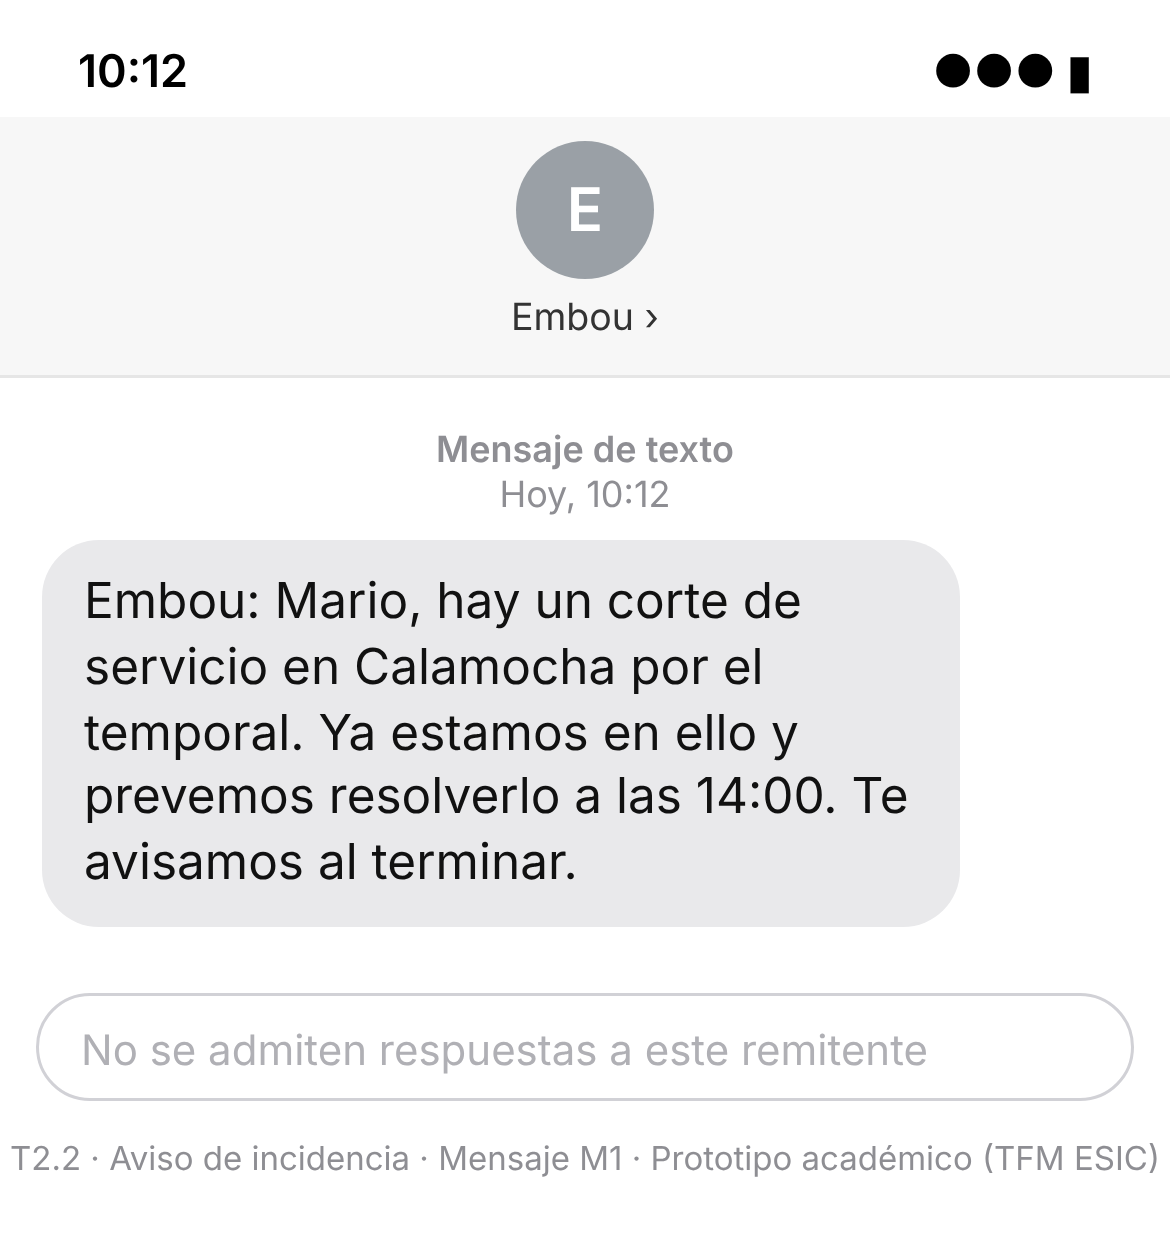 10:12
E
Embou ›
Mensaje de texto
Hoy, 10:12
Embou: Mario, hay un corte de
servicio en Calamocha por el
temporal. Ya estamos en ello y
prevemos resolverlo a las 14:00. Te
avisamos al terminar.
No se admiten respuestas a este remitente
T2.2 · Aviso de incidencia · Mensaje M1 · Prototipo académico (TFM ESIC)